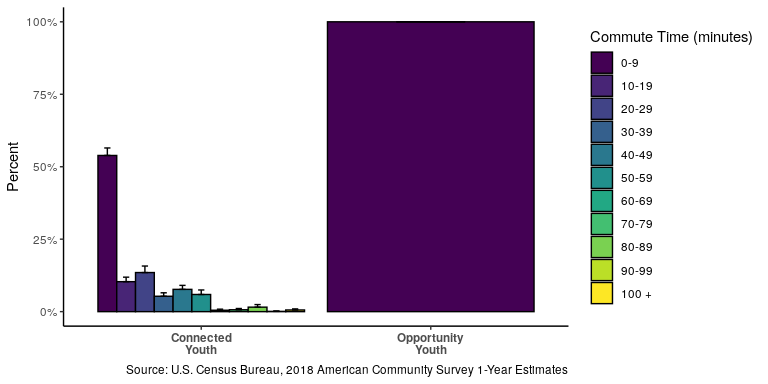 100%
75%
50%
25%
0%
Percent
Connected
Youth
Opportunity
Youth
Commute Time (minutes)
0-9
10-19
20-29
30-39
40-49
50-59
60-69
70-79
80-89
90-99
100 +
Source: U.S. Census Bureau, 2018 American Community Survey 1-Year Estimates